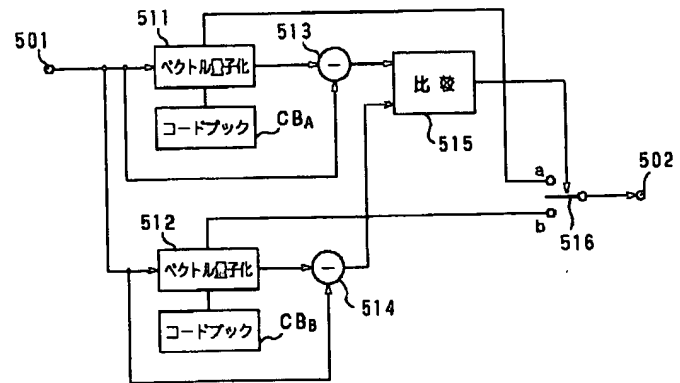 501
511
513
ベクトル量子化
比較
515
コードブック
CBA
a
502
b
516
512
ベクトル量子化
514
コードブック
CBB